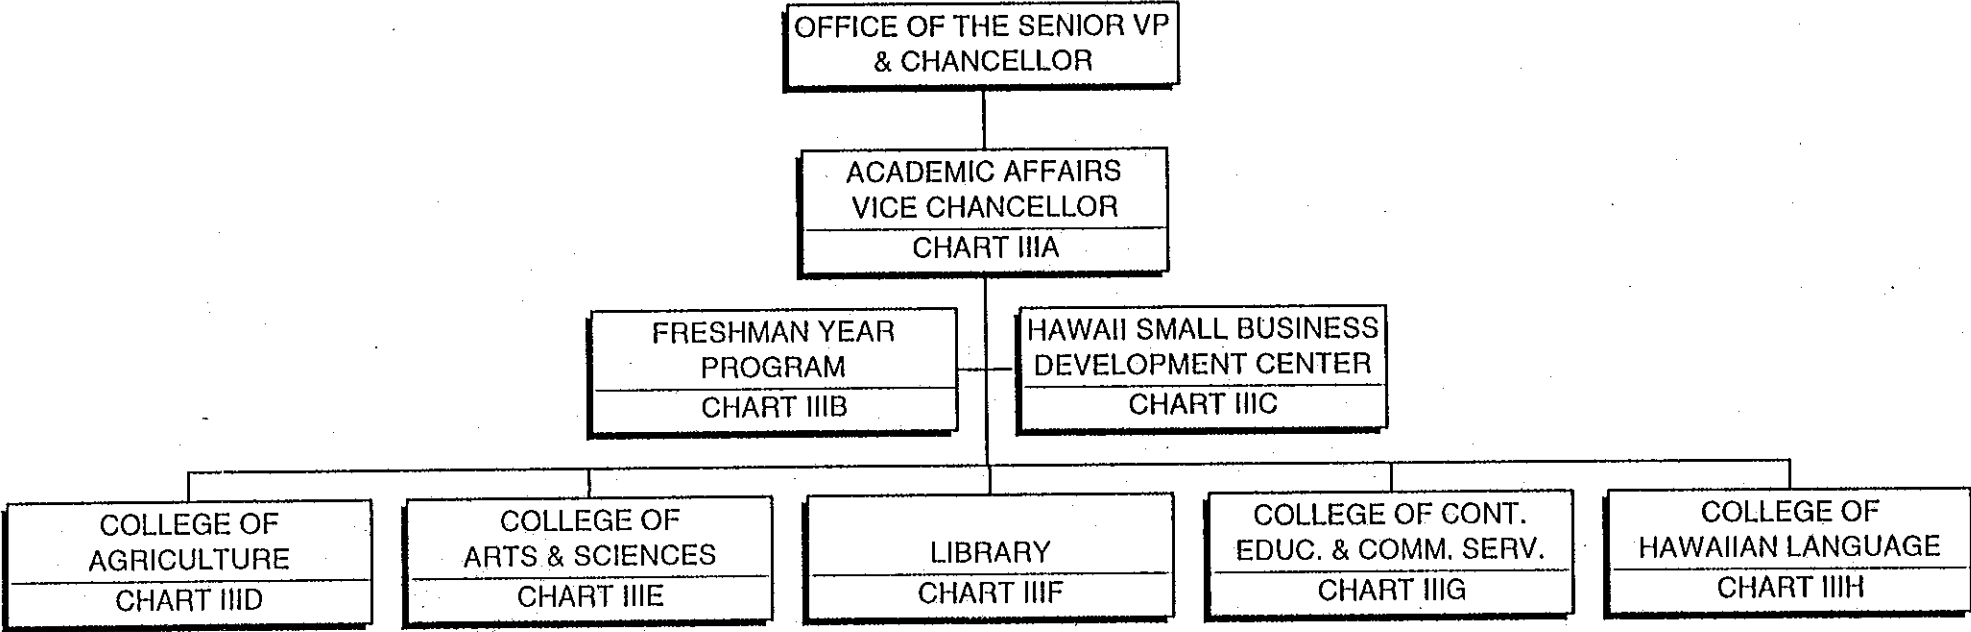 OFFICE OF THE SENIOR VP
& CHANCELLOR
ACADEMIC AFFAIRS
VICE CHANCELLOR
CHART IIIA
FRESHMAN YEAR
PROGRAM
CHART IIIB
HAWAII SMALL BUSINESS
DEVELOPMENT CENTER
CHART IIIC
COLLEGE OF
AGRICULTURE
CHART IIID
COLLEGE OF
ARTS & SCIENCES
CHART IIIE
LIBRARY
CHART IIIF
COLLEGE OF CONT.
EDUC. & COMM. SERV.
CHART IIIG
COLLEGE OF
HAWAIIAN LANGUAGE
CHART IIIH